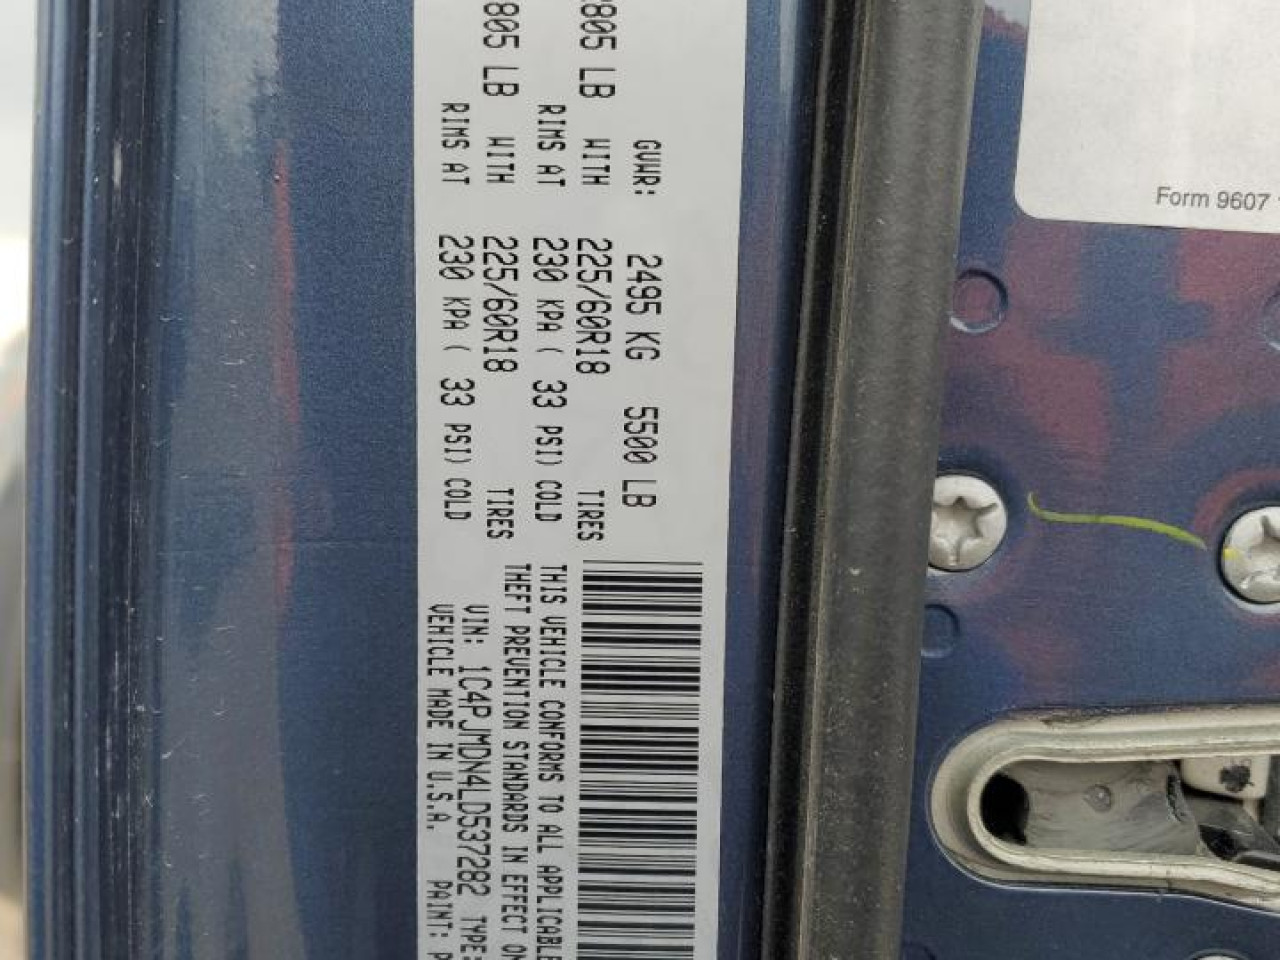 GVWR: 2495 KG 5500 LB
805 LB WITH 225/60R18 TIRES
RIMS AT 230 KPA ( 33 PSI) COLD
805 LB WITH 225/60R18 TIRES
RIMS AT 230 KPA ( 33 PSI) COLD
THIS VEHICLE CONFORMS TO ALL APPLICABLE
THEFT PREVENTION STANDARDS IN EFFECT ON
VIN: 1C4PJMDN4LD537282 TYPE:
VEHICLE MADE IN U.S.A. PAINT: P
Form 9607